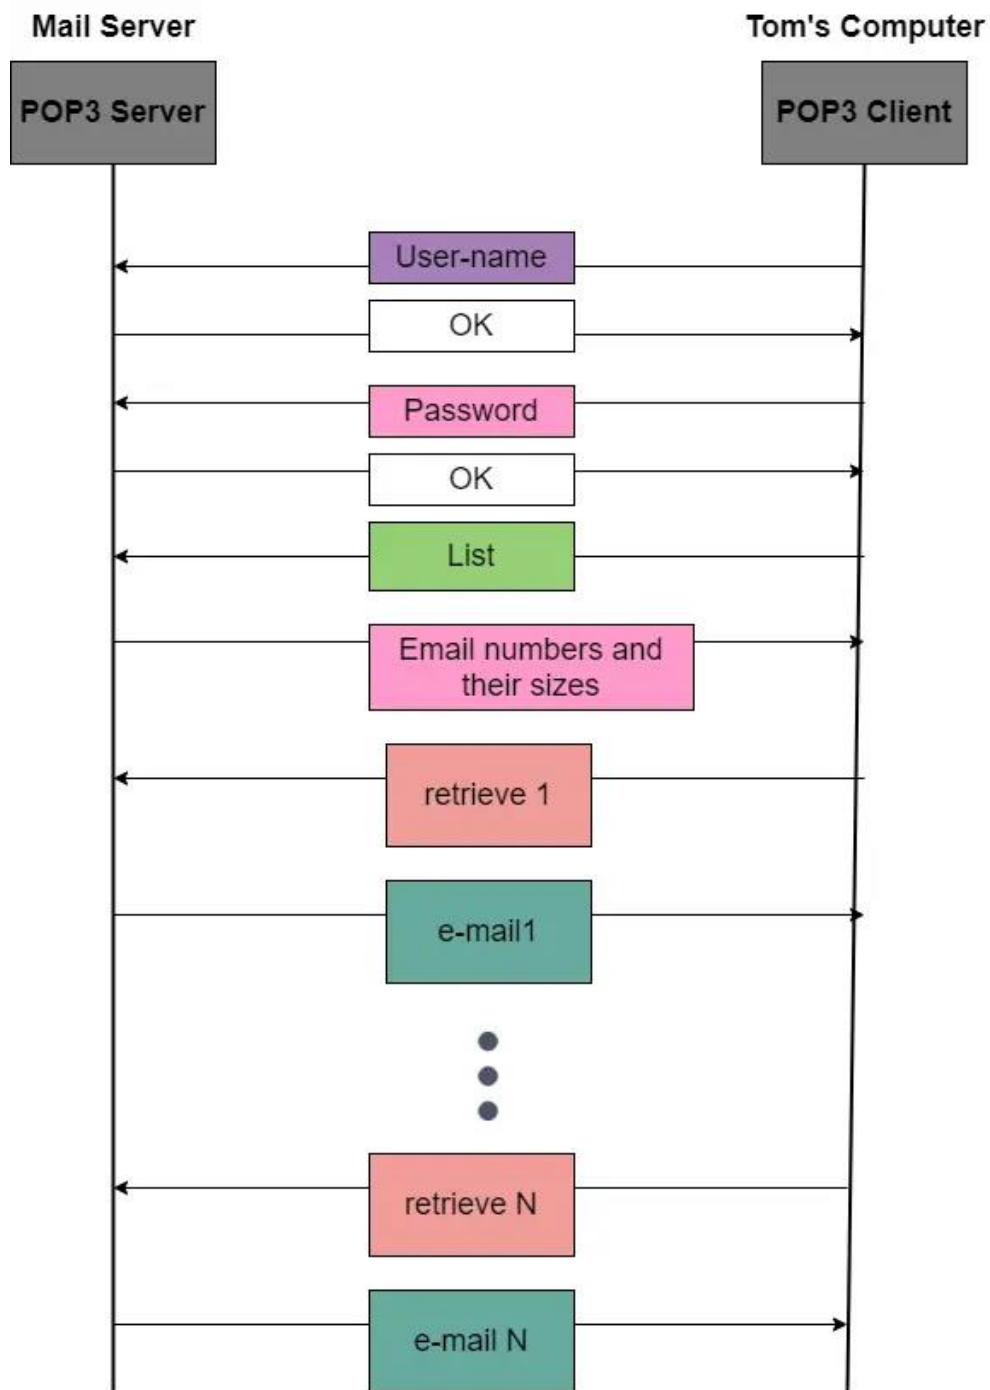 Mail Server
Tom's Computer
POP3 Server
POP3 Client
User-name
OK
Password
OK
List
Email numbers and
their sizes
retrieve 1
e-mail1
retrieve N
e-mail N